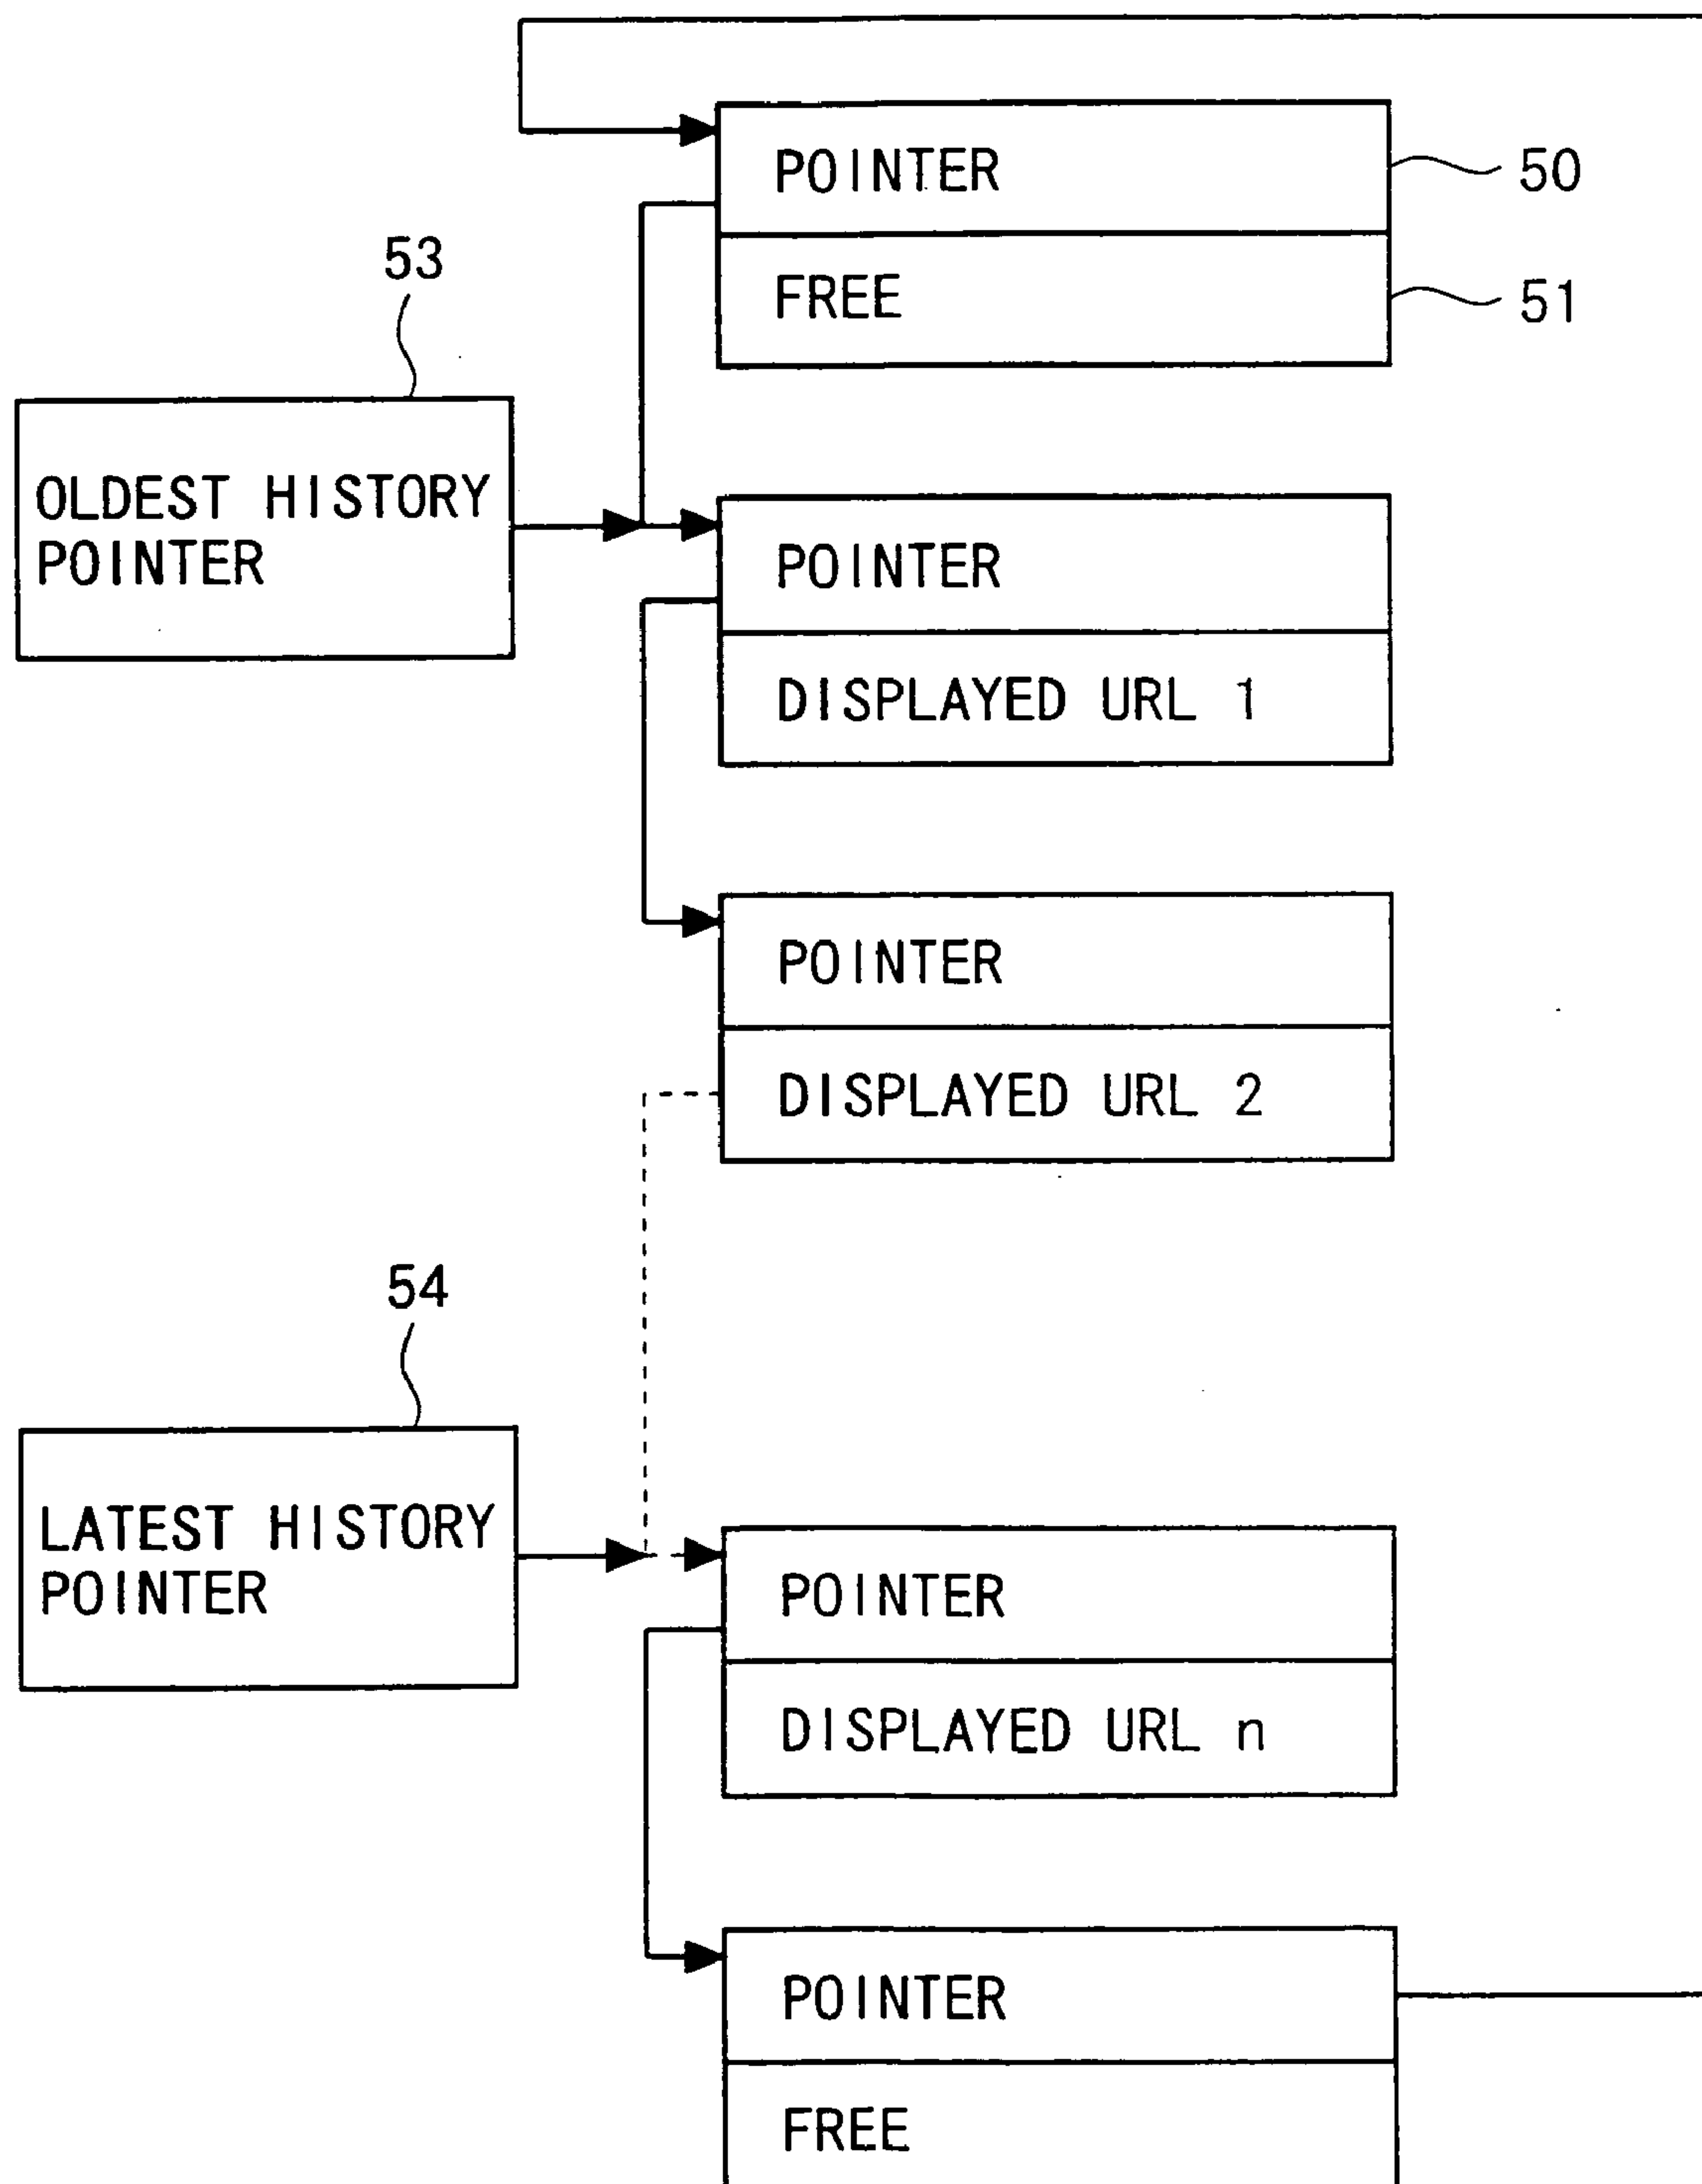 POINTER
50
FREE
51
53
OLDEST HISTORY
POINTER
POINTER
DISPLAYED URL 1
POINTER
DISPLAYED URL 2
54
LATEST HISTORY
POINTER
POINTER
DISPLAYED URL n
POINTER
FREE